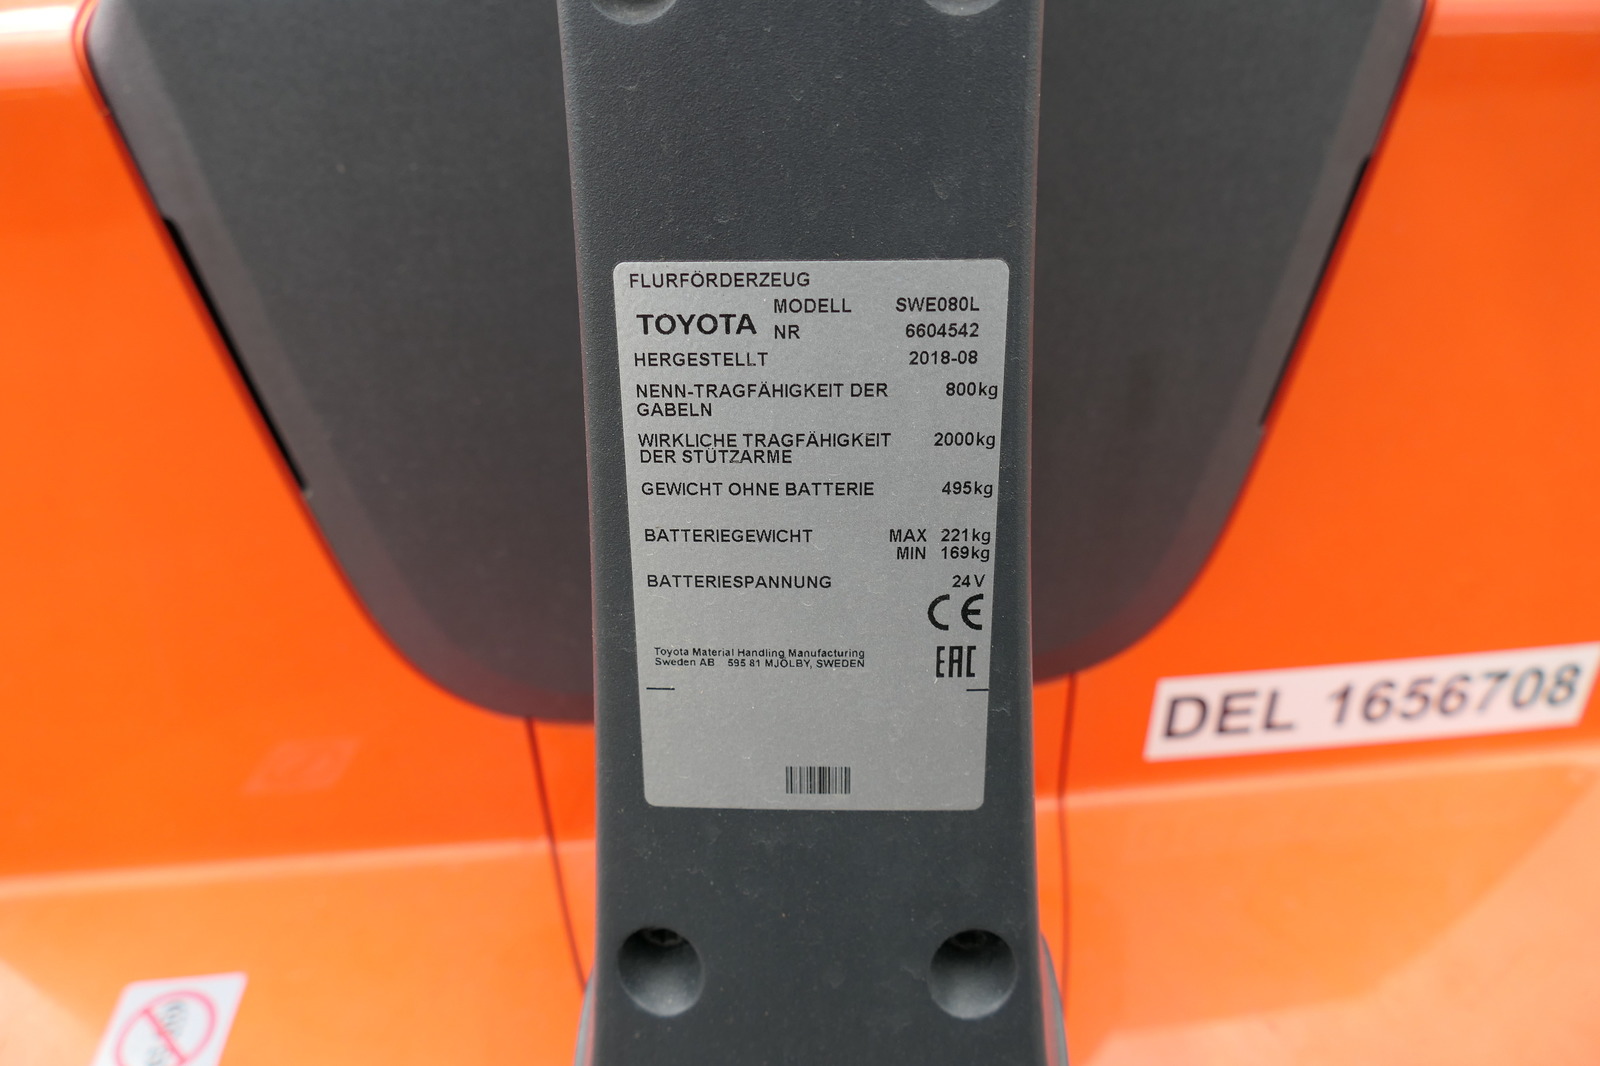 FLURFÖRDERZEUG
TOYOTA MODELL SWE080L
NR 6604542
HERGESTELLT 2018-08
NENN-TRAGFÄHIGKEIT DER 800kg
GABELN
WIRKLICHE TRAGFÄHIGKEIT 2000kg
DER STÜTZARME
GEWICHT OHNE BATTERIE 495kg
BATTERIEGEWICHT MAX 221kg
MIN 169kg
BATTERIESPANNUNG 24V
CE
Toyota Material Handling Manufacturing
Sweden AB 595 81 MJÖLBY, SWEDEN
EAC
DEL 1656708